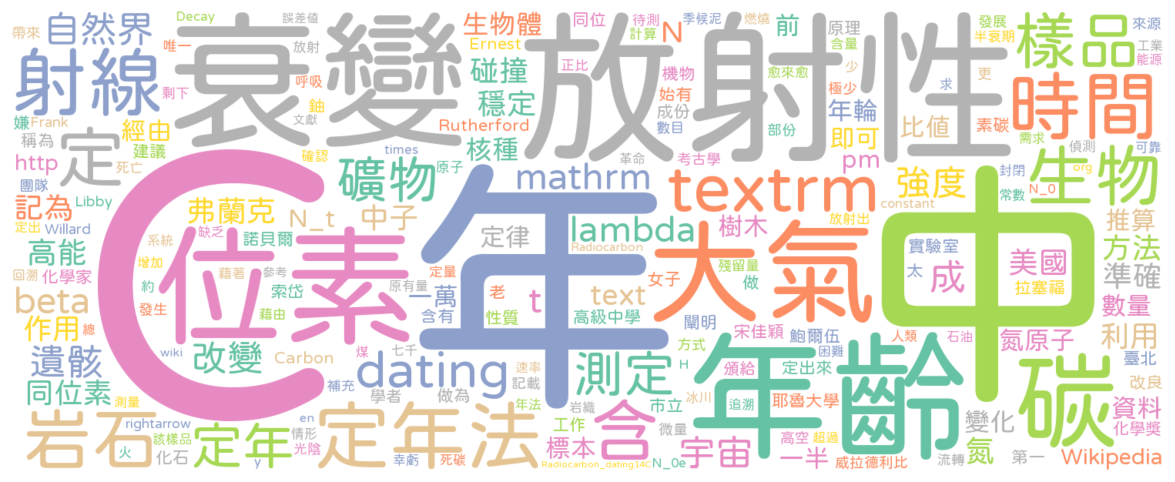 帶來 Decay 誤差值 生物體 同位 待測 季候泥 燃燒 發展 來源
自然界 唯一 放射 Ernest 計算 N 前 原理 含量 半衰期 樣品 工業
射線 衰變 放射性 能源
剩下 呼吸 碰撞 正比 機物 愈來愈 少 求 更
鈾 穩定 始有 極少 時間
嫌 Frank 經由 文獻 成份 年輪 素碳
稱為 定 建議 Rutherford 數目 部份 即可 比值 需求 偵測 可靠
http 死亡 確認 times 原子 核種 革命 考古學 pm 封閉
團隊 礦物 mathrm textrm 強度 常數 N_0 org 生物
記為 Libby 弗蘭克 N_t 中子 放射出 constant
定出 Willard C 位素 年 lambda 大氣 樹木 中 推算
高能 缺乏 諾貝爾 定律 Radiocarbon 實驗室 方法
回溯 化學家 系統 藉著 參考 定量 殘留量 太 成 美國 準確
增加 索岱 原有量 女子 做 拉塞福
beta 約 藉由 一萬 老 t text 數量
發生 含有 性質 高級中學 闡明 宋佳穎 鮑爾伍 人類 石油 氮原子 利用
作用 總 改變 煤 七千 方式 困難 臺北
遺骸 wiki Carbon dating 速率 測定 H 頒給 年齡 定出來 碳 改良
同位素 補充 學者 記載 做為 追溯 耶魯大學 資料
測量 en 年法 岩織 冰川 市立 變化 化學獎
岩石 rightarrow 定年 情形 定年法 工作 含 微量 高空 超過 第一
該樣品 光陰 標本 宇宙 一半 氮 Wikipedia
火 化石 y 幸虧 死碳 Radiocarbon_dating14C N_0e 威拉德利比 流轉